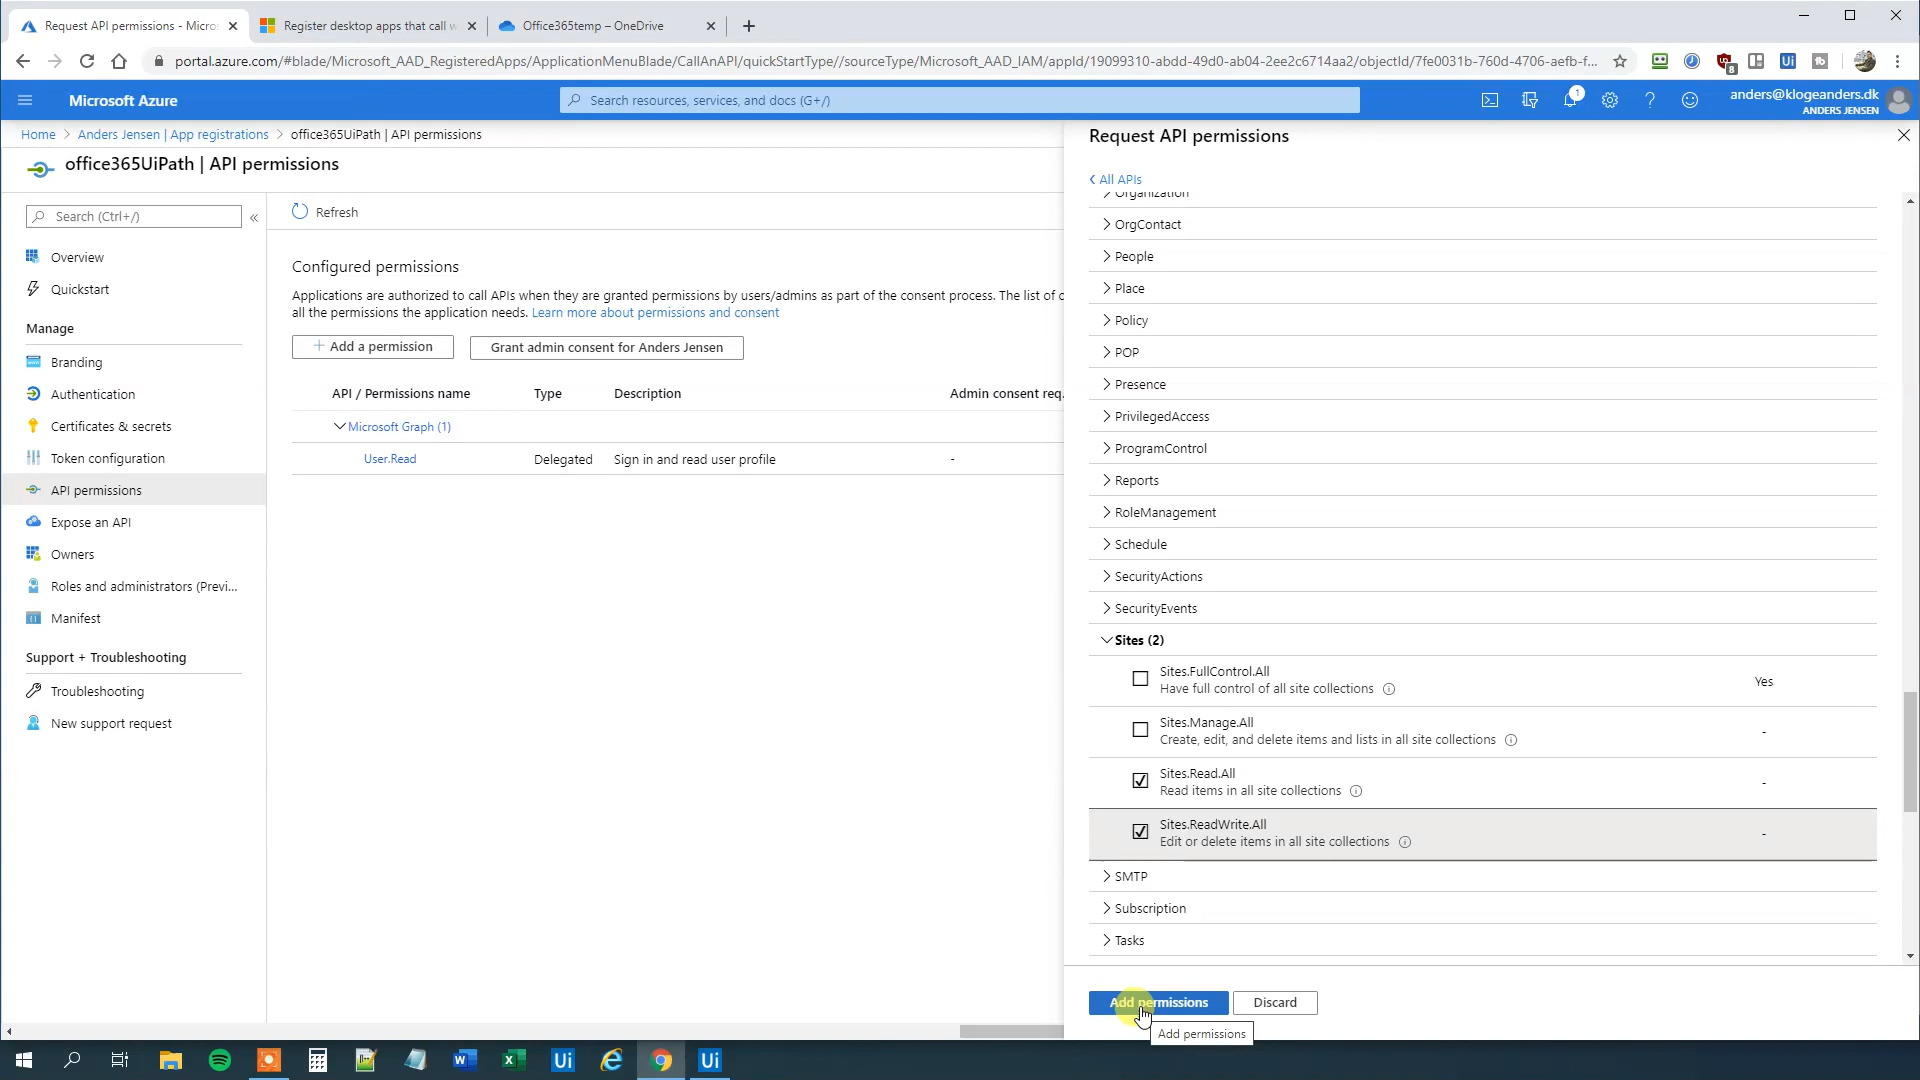 Request API permissions - Micros
Register desktop apps that call w
Office365temp – OneDrive
portal.azure.com/#blade/Microsoft_AAD_RegisteredApps/ApplicationMenuBlade/CallAnAPI/quickStartType//sourceType/Microsoft_AAD_IAM/appId/19099310-abdd-49d0-ab04-2ee2c6714aa2/objectId/7fe0031b-760d-4706-aefb-f...
8
Ui
Microsoft Azure
Search resources, services, and docs (G+/)
1
anders@klogeanders.dk
ANDERS JENSEN
Home > Anders Jensen | App registrations > office365UiPath | API permissions
office365UiPath | API permissions
Search (Ctrl+/)
Overview
Quickstart
Manage
Branding
Authentication
Certificates & secrets
Token configuration
API permissions
Expose an API
Owners
Roles and administrators (Previ...
Manifest
Support + Troubleshooting
Troubleshooting
New support request
Refresh
Configured permissions
Applications are authorized to call APIs when they are granted permissions by users/admins as part of the consent process. The list of c
all the permissions the application needs. Learn more about permissions and consent
+ Add a permission
Grant admin consent for Anders Jensen
API / Permissions name Type Description Admin consent req.
Microsoft Graph (1)
User.Read Delegated Sign in and read user profile -
Request API permissions
All APIs
Organization
OrgContact
People
Place
Policy
POP
Presence
PrivilegedAccess
ProgramControl
Reports
RoleManagement
Schedule
SecurityActions
SecurityEvents
Sites (2)
Sites.FullControl.All
Have full control of all site collections
Yes
Sites.Manage.All
Create, edit, and delete items and lists in all site collections
-
Sites.Read.All
Read items in all site collections
-
Sites.ReadWrite.All
Edit or delete items in all site collections
-
SMTP
Subscription
Tasks
Add permissions
Discard
Add permissions
Ui
Ui